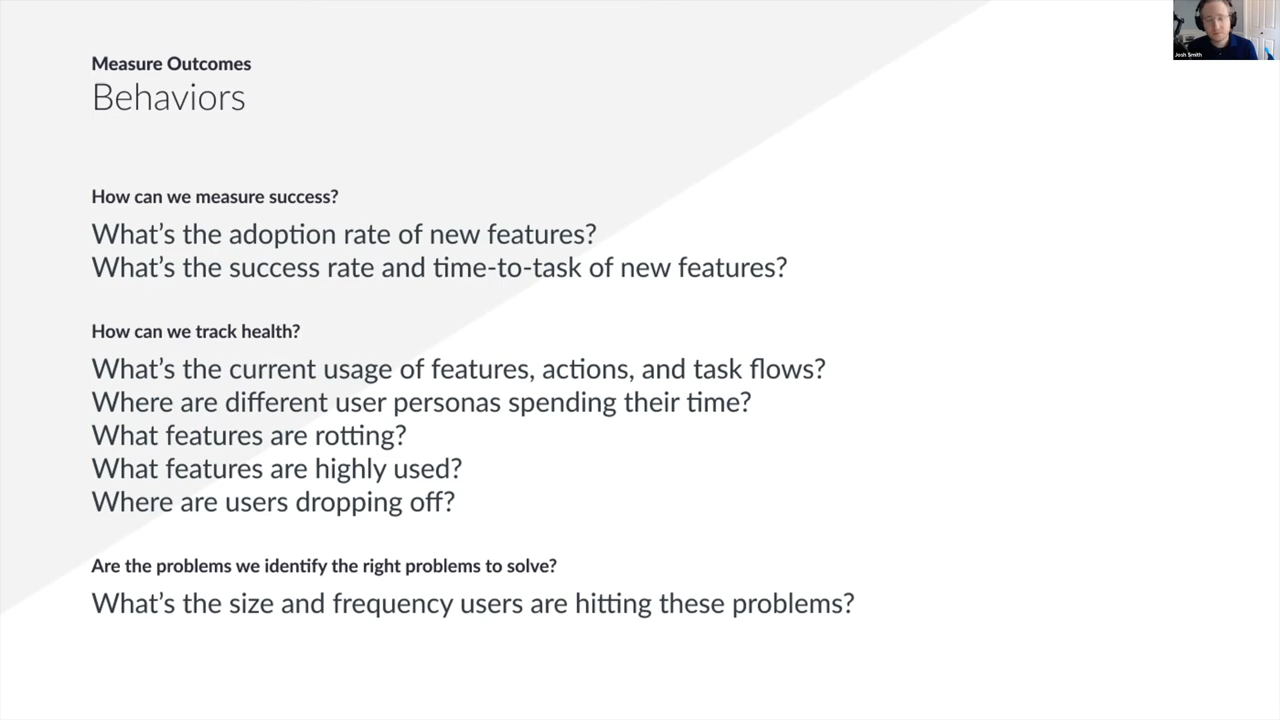 Measure Outcomes
Behaviors
How can we measure success?
What's the adoption rate of new features?
What's the success rate and time-to-task of new features?
How can we track health?
What's the current usage of features, actions, and task flows?
Where are different user personas spending their time?
What features are rotting?
What features are highly used?
Where are users dropping off?
Are the problems we identify the right problems to solve?
What's the size and frequency users are hitting these problems?
Josh Smith